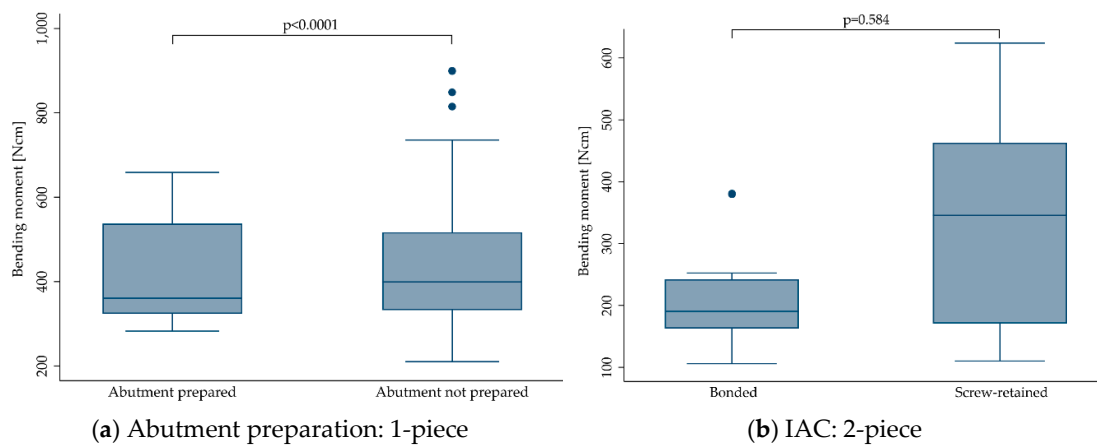 p<0.0001
1,000
800
600
400
200
Bending moment [Ncm]
Abutment prepared
Abutment not prepared
(a) Abutment preparation: 1-piece
p=0.584
600
500
400
300
200
100
Bending moment [Ncm]
Bonded
Screw-retained
(b) IAC: 2-piece